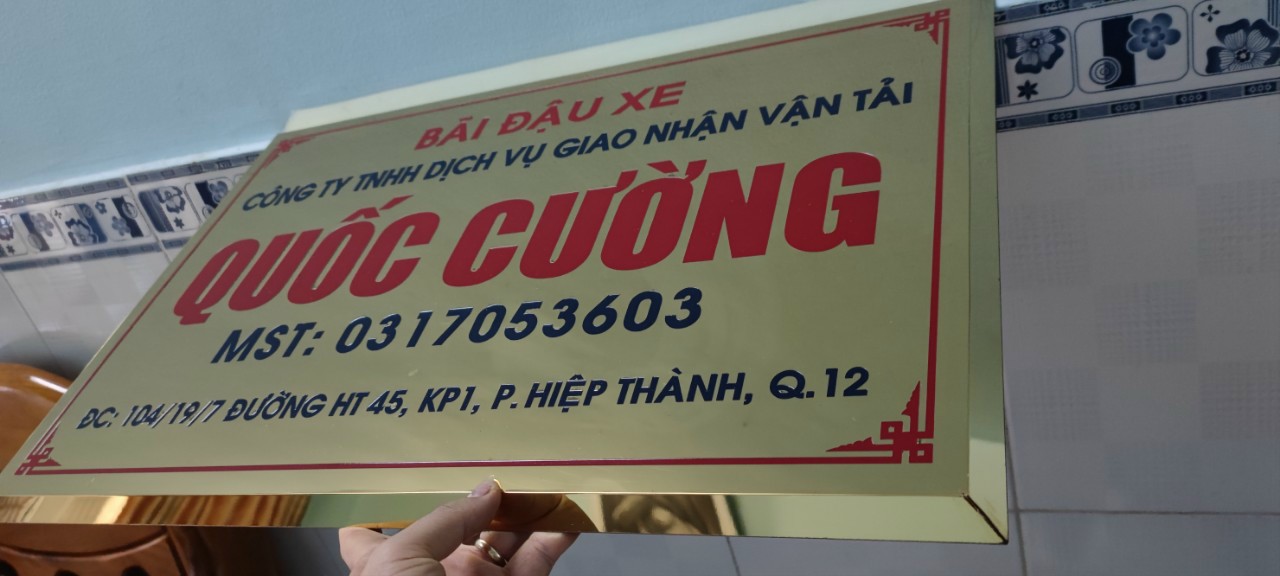 BÃI ĐẬU XE
CÔNG TY TNHH DỊCH VỤ GIAO NHẬN VẬN TẢI
QUỐC CƯỜNG
MST: 0317053603
ĐC: 104/19/7 ĐƯỜNG HT 45, KP1, P. HIỆP THÀNH, Q.12